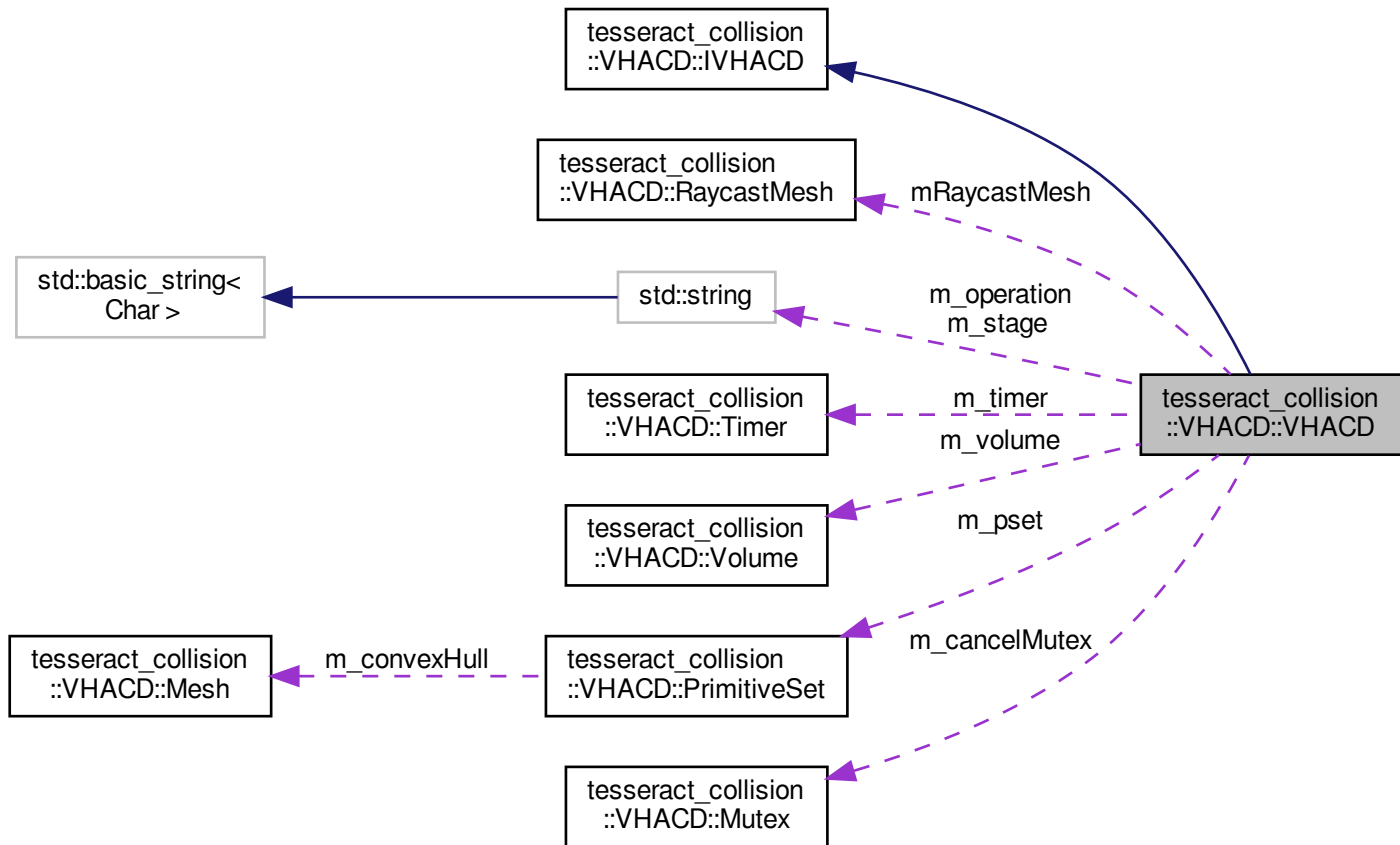 tesseract_collision
::VHACD::IVHACD
tesseract_collision
::VHACD::RaycastMesh
mRaycastMesh
std::basic_string<
Char >
std::string
m_operation
m_stage
tesseract_collision
::VHACD::Timer
m_timer
tesseract_collision
::VHACD::VHACD
m_volume
tesseract_collision
::VHACD::Volume
m_pset
tesseract_collision
::VHACD::Mesh
m_convexHull
tesseract_collision
::VHACD::PrimitiveSet
m_cancelMutex
tesseract_collision
::VHACD::Mutex